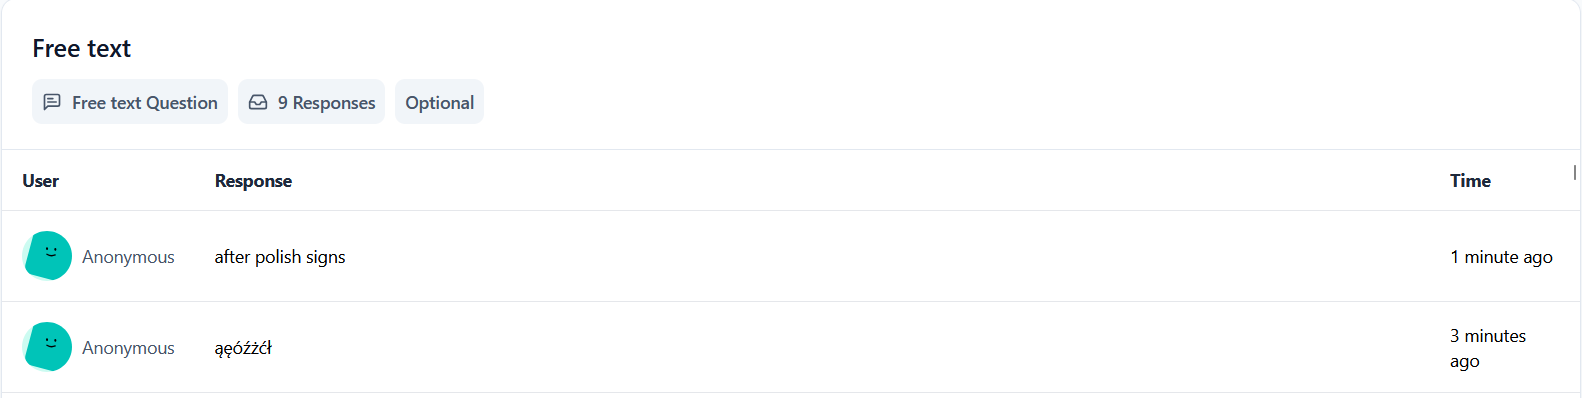 Free text
Free text Question 9 Responses Optional
User Response Time
Anonymous after polish signs 1 minute ago
Anonymous ąęóźżćł 3 minutes
ago